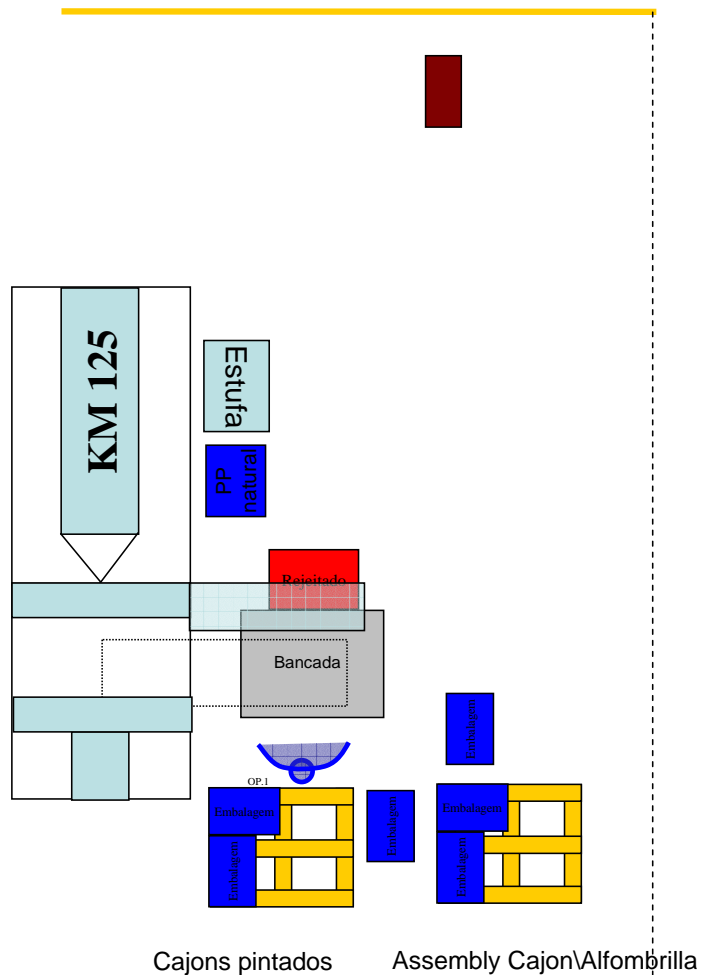 KM 125
Estufa
PP
natural
Rejeitado
Bancada
Embalagem
OP.1
Embalagem
Embalagem
Embalagem
Embalagem
Embalagem
Cajons pintados
Assembly Cajon\Alfombrilla